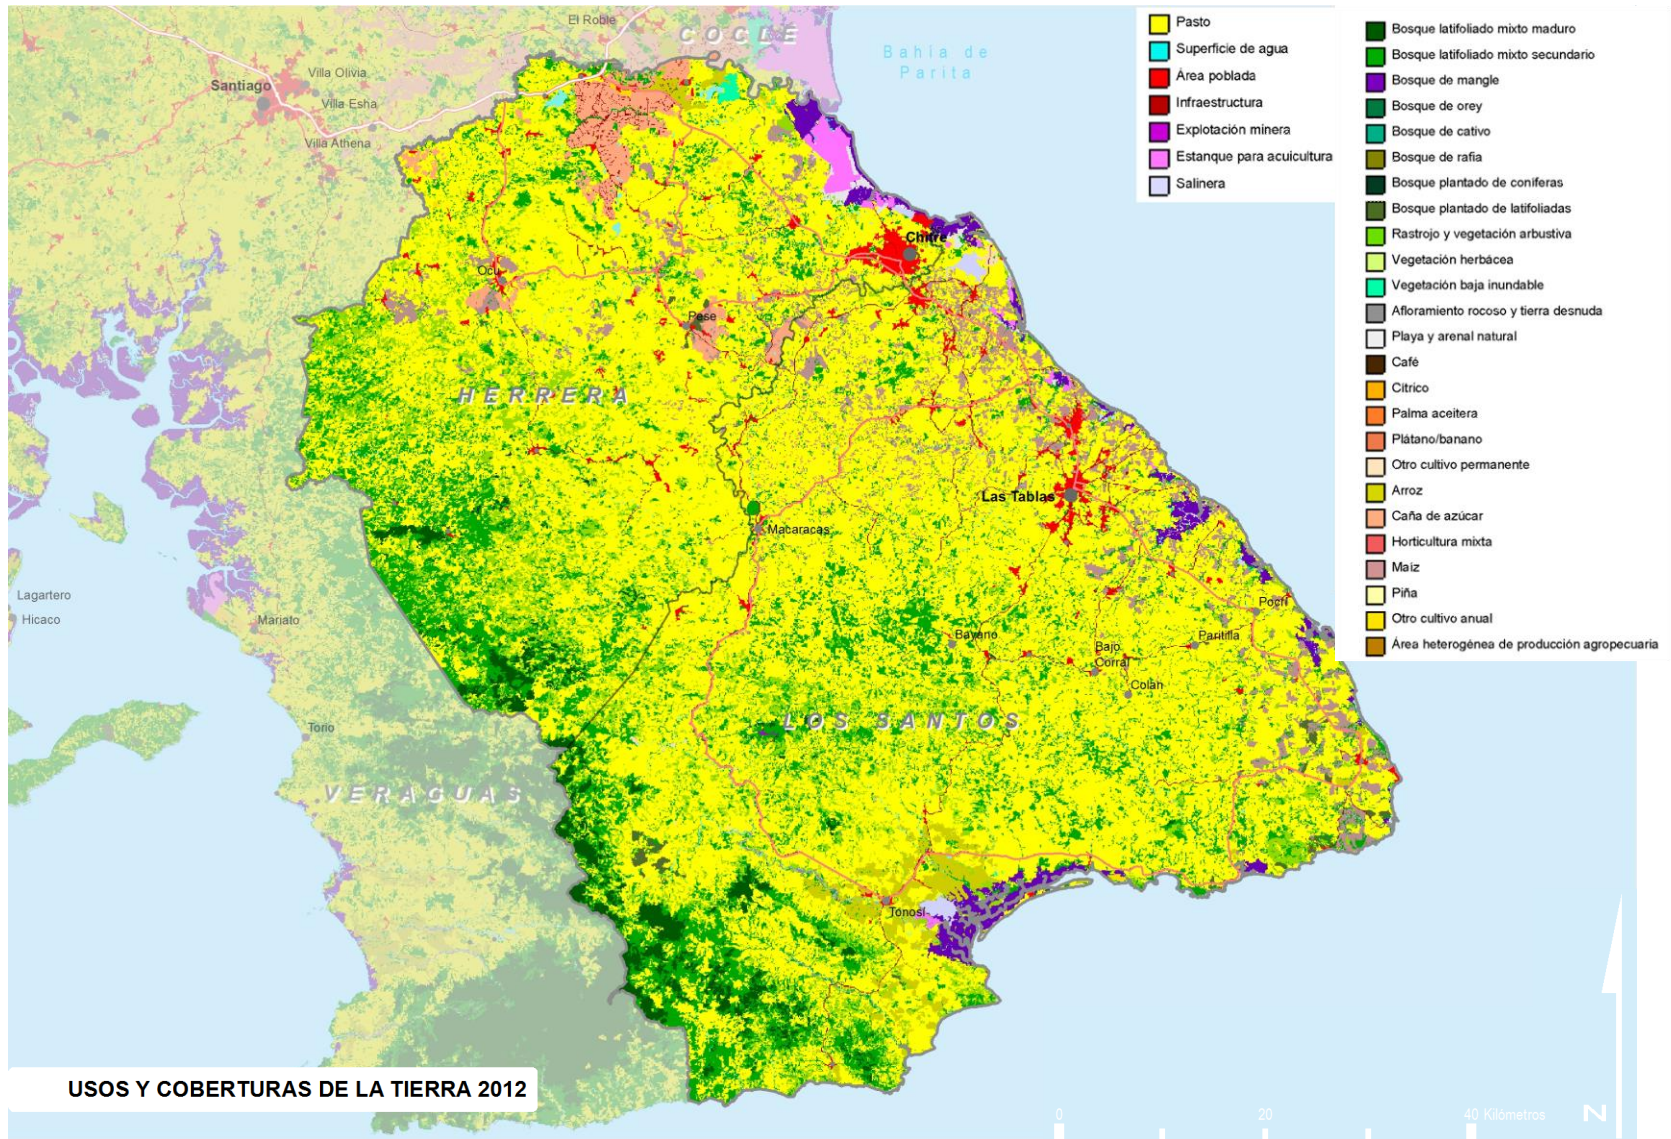 El Roble
COCLÉ
Bahía de
Parita
Santiago
Villa Olivia
Villa Esha
Villa Athena
Chitré
Ocú
Pese
HERRERA
Las Tablas
Macaracas
Lagartero
Hicaco
Mariato
Pocrí
Bayano
Paritilla
Bajo
Corral
Colán
Torio
LOS SANTOS
VERAGUAS
Tonosí
Pasto
Superficie de agua
Área poblada
Infraestructura
Explotación minera
Estanque para acuicultura
Salinera
Bosque latifoliado mixto maduro
Bosque latifoliado mixto secundario
Bosque de mangle
Bosque de orey
Bosque de cativo
Bosque de rafia
Bosque plantado de coníferas
Bosque plantado de latifoliadas
Rastrojo y vegetación arbustiva
Vegetación herbácea
Vegetación baja inundable
Afloramiento rocoso y tierra desnuda
Playa y arenal natural
Café
Citrico
Palma aceitera
Plátano/banano
Otro cultivo permanente
Arroz
Caña de azúcar
Horticultura mixta
Maiz
Piña
Otro cultivo anual
Área heterogénea de producción agropecuaria
USOS Y COBERTURAS DE LA TIERRA 2012
0 20 40 Kilómetros
N